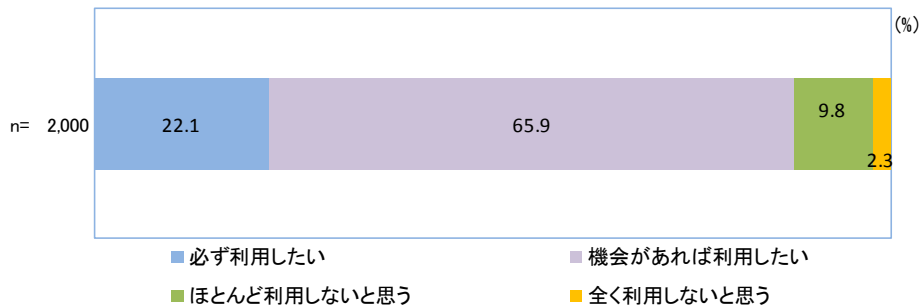 (%)
n= 2,000 22.1 65.9 9.8 2.3
必ず利用したい 機会があれば利用したい
ほとんど利用しないと思う 全く利用しないと思う